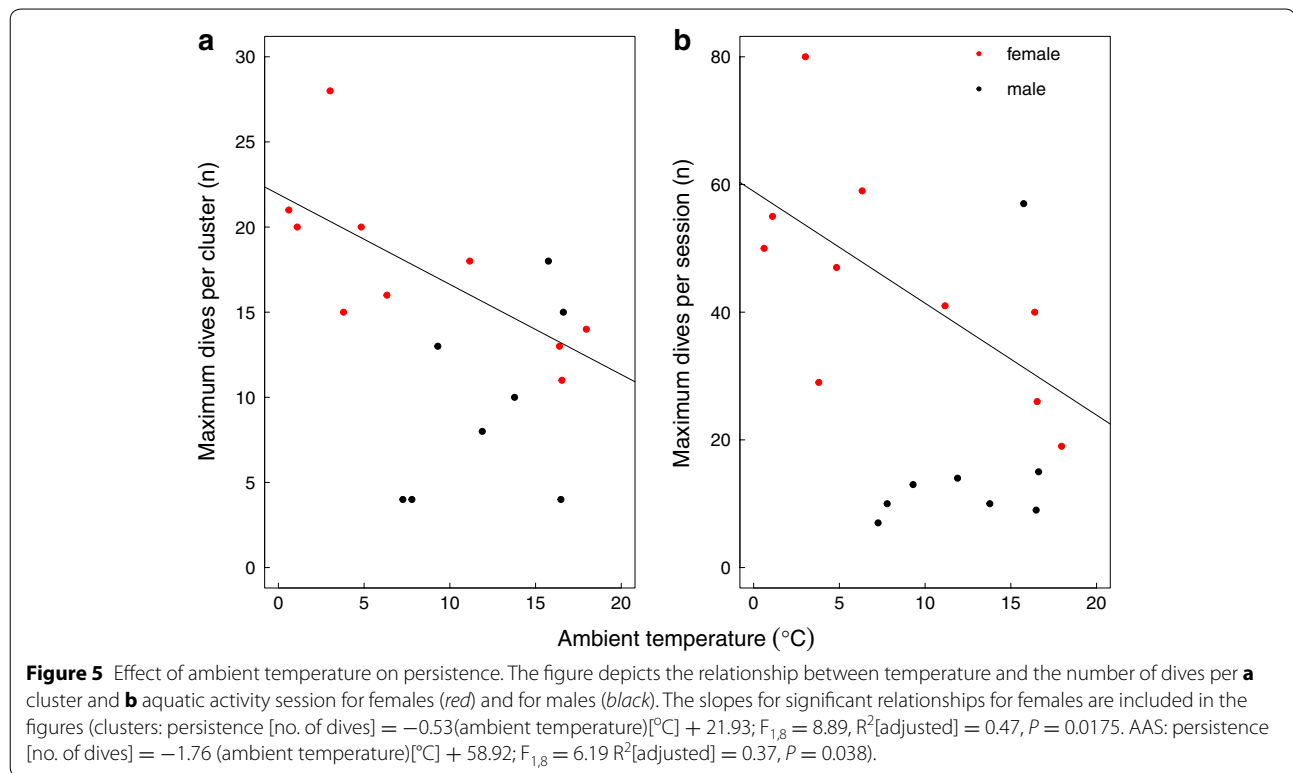 a
b
30
25
20
15
10
5
0
Maximum dives per cluster (n)
0 5 10 15 20
80
60
40
20
0
Maximum dives per session (n)
0 5 10 15 20
female
male
Ambient temperature (°C)
Figure 5 Effect of ambient temperature on persistence. The figure depicts the relationship between temperature and the number of dives per a
cluster and b aquatic activity session for females (red) and for males (black). The slopes for significant relationships for females are included in the
figures (clusters: persistence [no. of dives] = −0.53(ambient temperature)[°C] + 21.93; F1,8 = 8.89, R²[adjusted] = 0.47, P = 0.0175. AAS: persistence
[no. of dives] = −1.76 (ambient temperature)[°C] + 58.92; F1,8 = 6.19 R²[adjusted] = 0.37, P = 0.038).